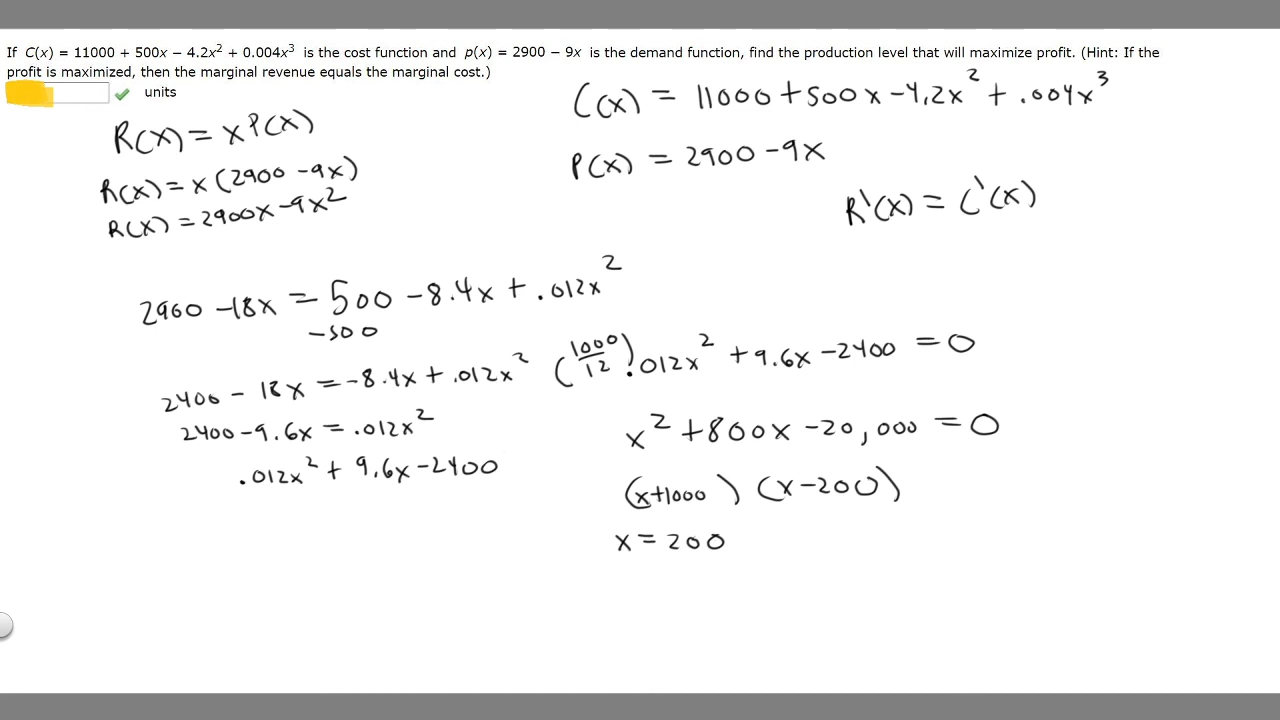 If C(x) = 11000 + 500x − 4.2x² + 0.004x³ is the cost function and p(x) = 2900 − 9x is the demand function, find the production level that will maximize profit. (Hint: If the
profit is maximized, then the marginal revenue equals the marginal cost.)
✓ units
C(x) = 11000 + 500x - 4.2x² + .004x³
R(x) = x P(x)
P(x) = 2900 - 9x
R(x) = x(2900 - 9x)
R'(x) = C'(x)
R(x) = 2900x - 9x²
2900 - 18x = 500 - 8.4x + .012x²
-500
(1000/12) .012x² + 9.6x - 2400 = 0
2400 - 18x = -8.4x + .012x²
2400 - 9.6x = .012x²
x² + 800x - 20,000 = 0
.012x² + 9.6x - 2400
(x+1000) (x-200)
x = 200